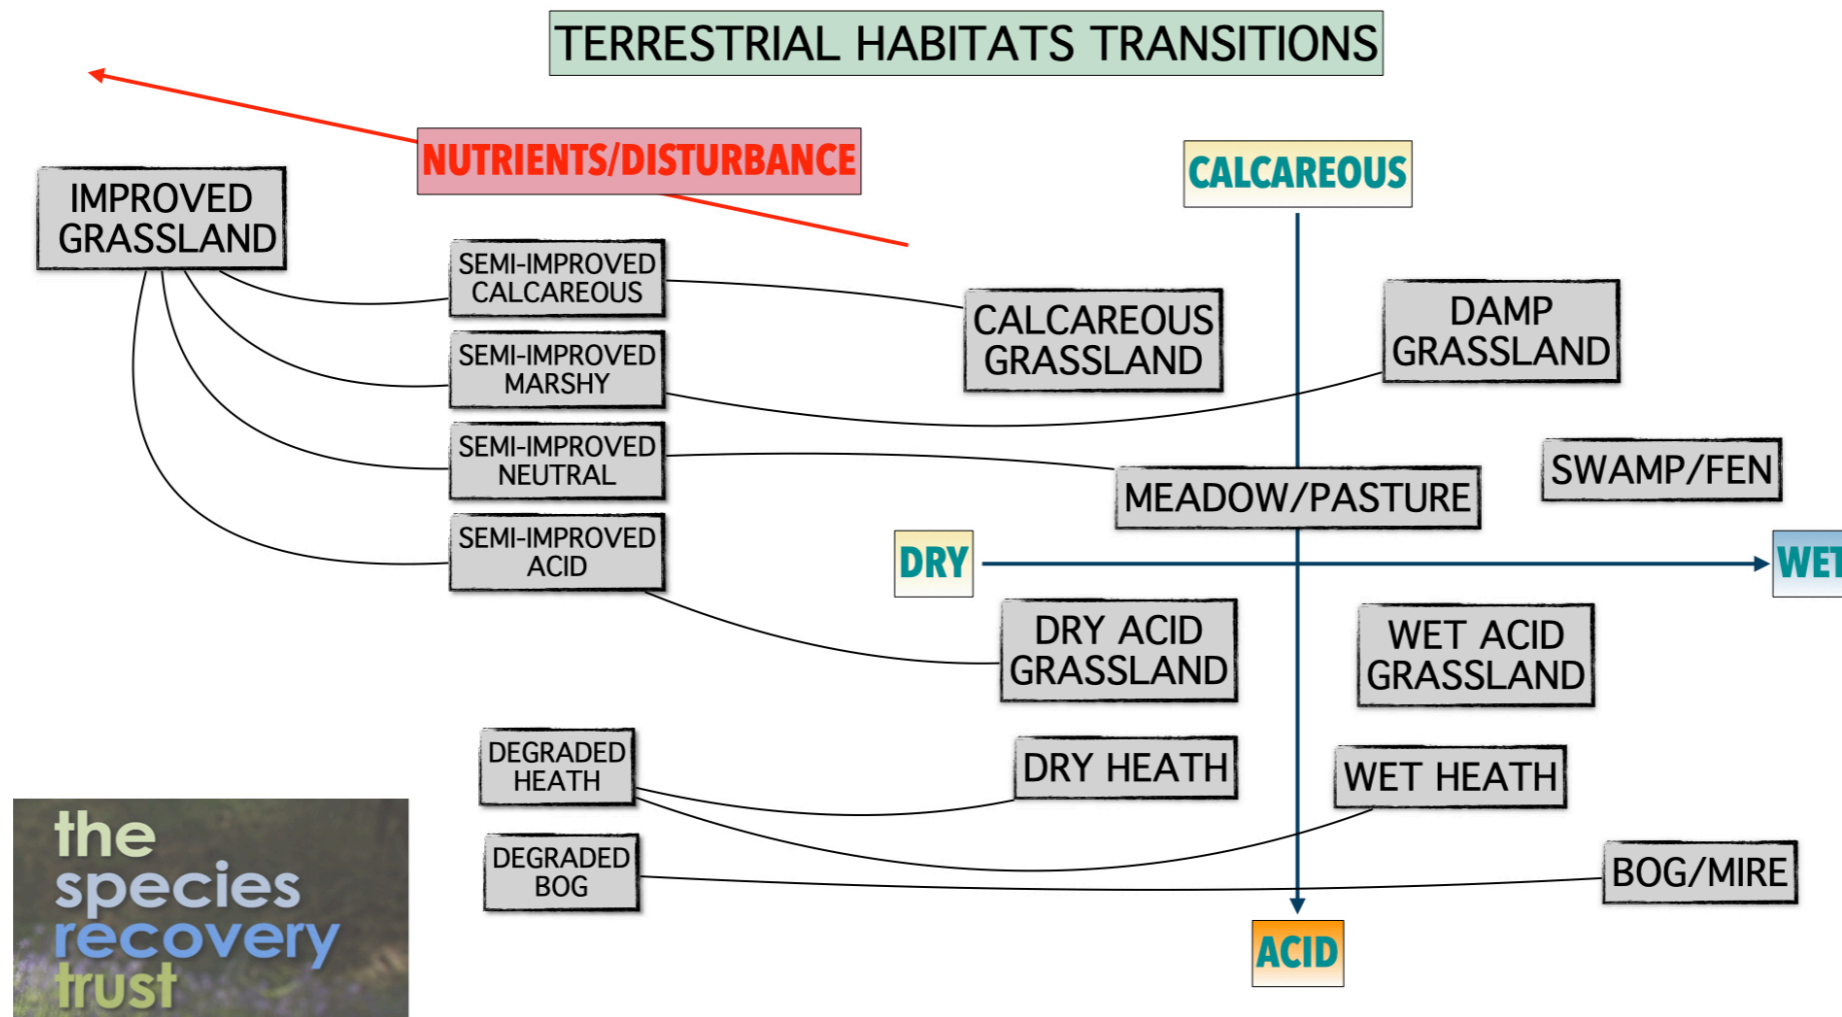 TERRESTRIAL HABITATS TRANSITIONS
NUTRIENTS/DISTURBANCE
CALCAREOUS
IMPROVED
GRASSLAND
SEMI-IMPROVED
CALCAREOUS
CALCAREOUS
GRASSLAND
DAMP
GRASSLAND
SEMI-IMPROVED
MARSHY
SEMI-IMPROVED
NEUTRAL
MEADOW/PASTURE
SWAMP/FEN
SEMI-IMPROVED
ACID
DRY
WET
DRY ACID
GRASSLAND
WET ACID
GRASSLAND
DEGRADED
HEATH
DRY HEATH
WET HEATH
DEGRADED
BOG
BOG/MIRE
ACID
the
species
recovery
trust